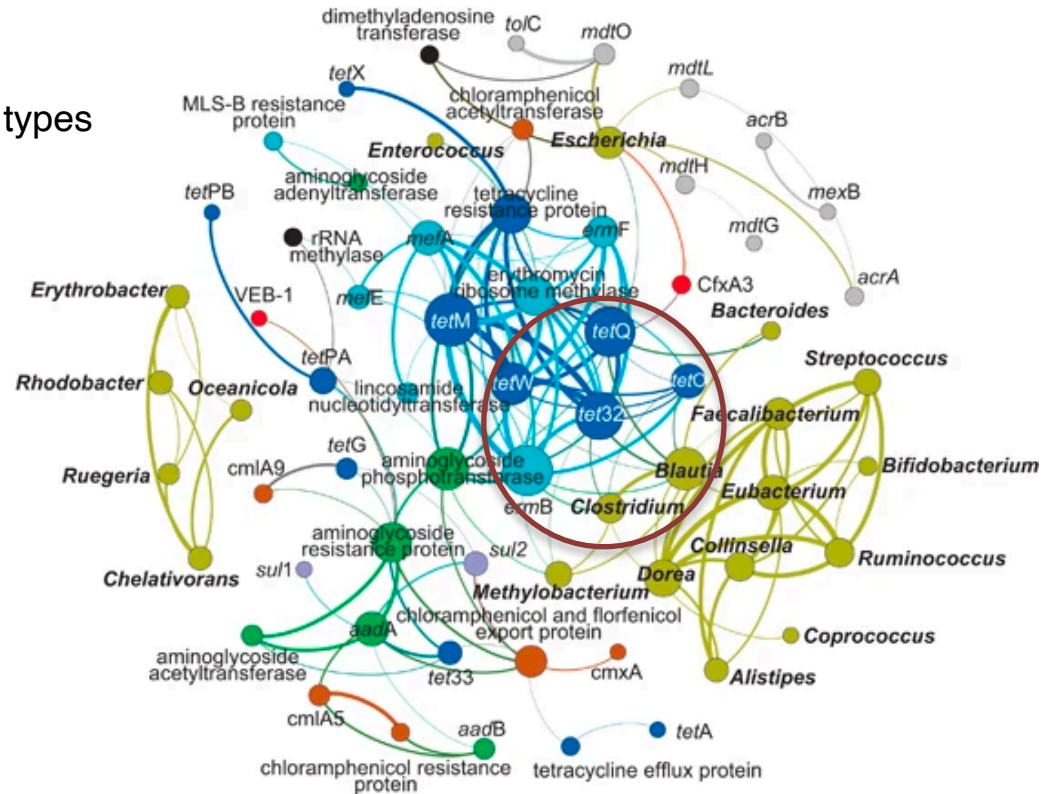 types
dimethyladenosine
transferase
tolC
mdtO
tetX
mdtL
MLS-B resistance
protein
chloramphenicol
acetyltransferase
Enterococcus
Escherichia
acrB
aminoglycoside
adenyltransferase
mdtH
tetPB
tetracycline
resistance protein
mexB
mefA
ermF
mdtG
rRNA
methylase
erythromycin
ribosome methylase
acrA
Erythrobacter
VEB-1
mefE
CfxA3
Bacteroides
tetM
tetQ
tetPA
Streptococcus
Rhodobacter
Oceanicola
lincosamide
nucleotidyltransferase
tetW
tetO
tet32
Faecalibacterium
tetG
aminoglycoside
phosphotransferase
Blautia
Bifidobacterium
Ruegeria
cmlA9
ermB
Clostridium
Eubacterium
aminoglycoside
resistance protein
sul2
Collinsella
Ruminococcus
Chelativorans
sul1
Methylobacterium
Dorea
aadA
chloramphenicol and florfenicol
export protein
Coprococcus
aminoglycoside
acetyltransferase
tet33
cmxA
Alistipes
cmlA5
aadB
tetA
chloramphenicol resistance
protein
tetracycline efflux protein